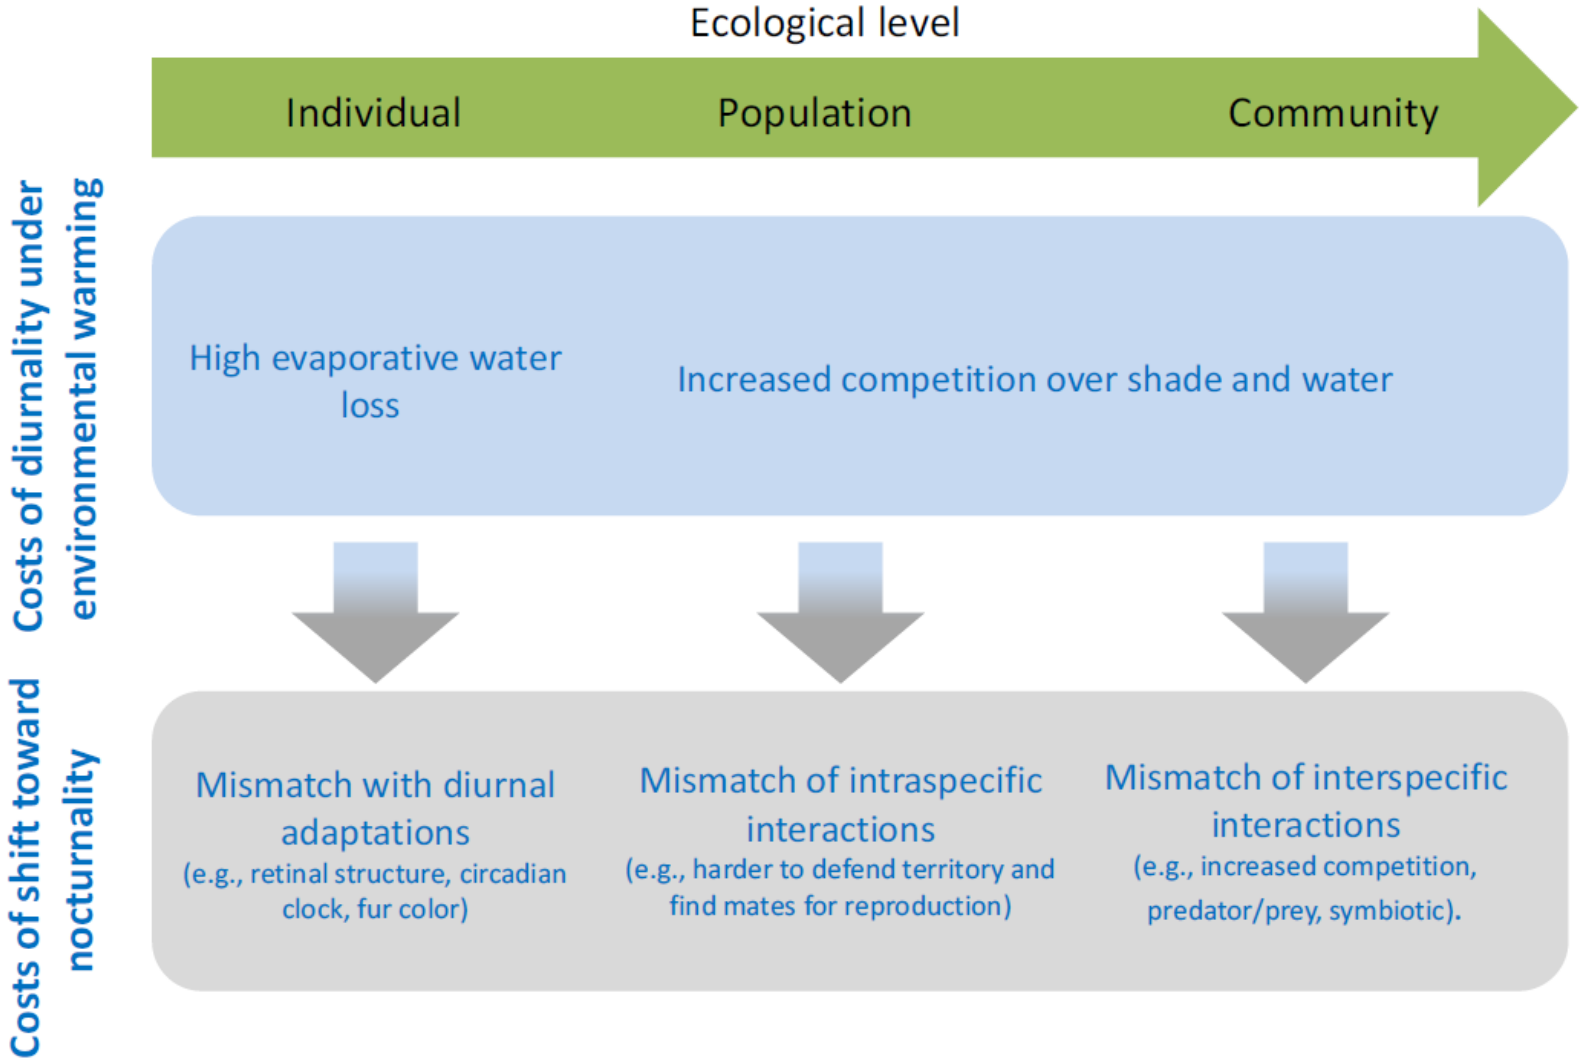 Ecological level
Individual
Population
Community
Costs of diurnality under
environmental warming
High evaporative water
loss
Increased competition over shade and water
Costs of shift toward
nocturnality
Mismatch with diurnal
adaptations
(e.g., retinal structure, circadian
clock, fur color)
Mismatch of intraspecific
interactions
(e.g., harder to defend territory and
find mates for reproduction)
Mismatch of interspecific
interactions
(e.g., increased competition,
predator/prey, symbiotic).